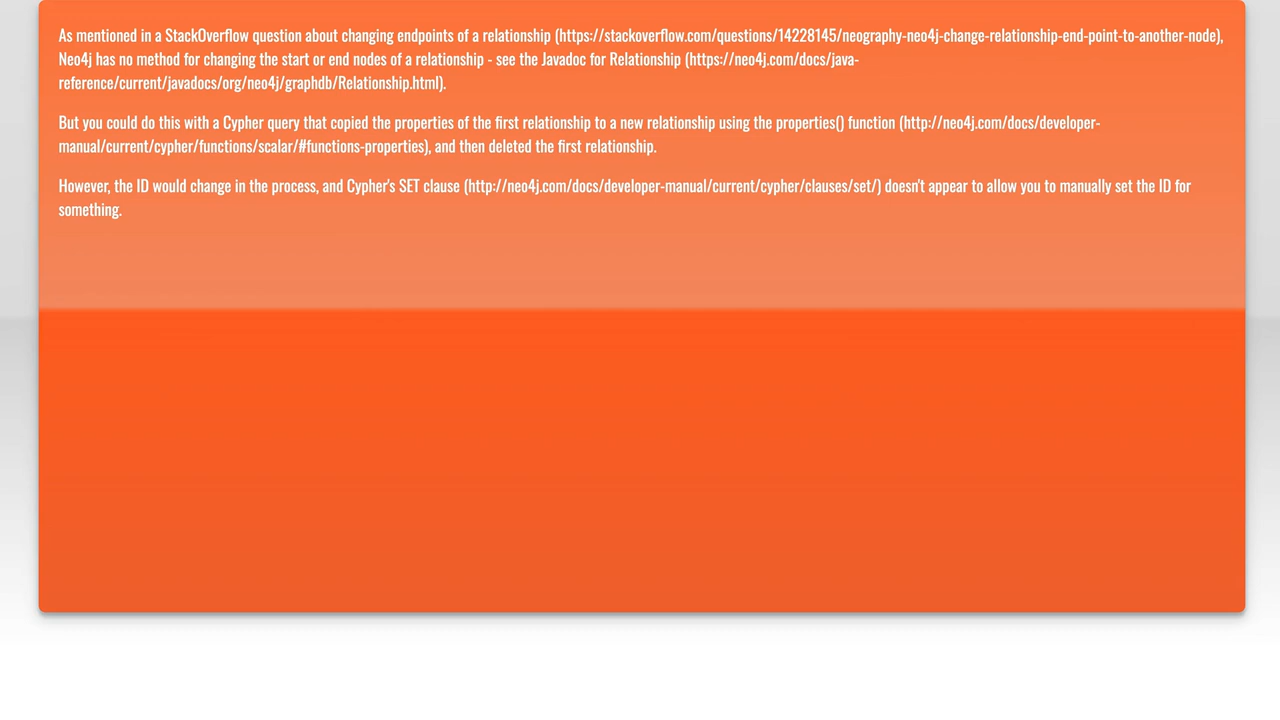 As mentioned in a StackOverflow question about changing endpoints of a relationship (https://stackoverflow.com/questions/14228145/neography-neo4j-change-relationship-end-point-to-another-node),
Neo4j has no method for changing the start or end nodes of a relationship - see the Javadoc for Relationship (https://neo4j.com/docs/java-
reference/current/javadocs/org/neo4j/graphdb/Relationship.html).
But you could do this with a Cypher query that copied the properties of the first relationship to a new relationship using the properties() function (http://neo4j.com/docs/developer-
manual/current/cypher/functions/scalar/#functions-properties), and then deleted the first relationship.
However, the ID would change in the process, and Cypher's SET clause (http://neo4j.com/docs/developer-manual/current/cypher/clauses/set/) doesn't appear to allow you to manually set the ID for
something.